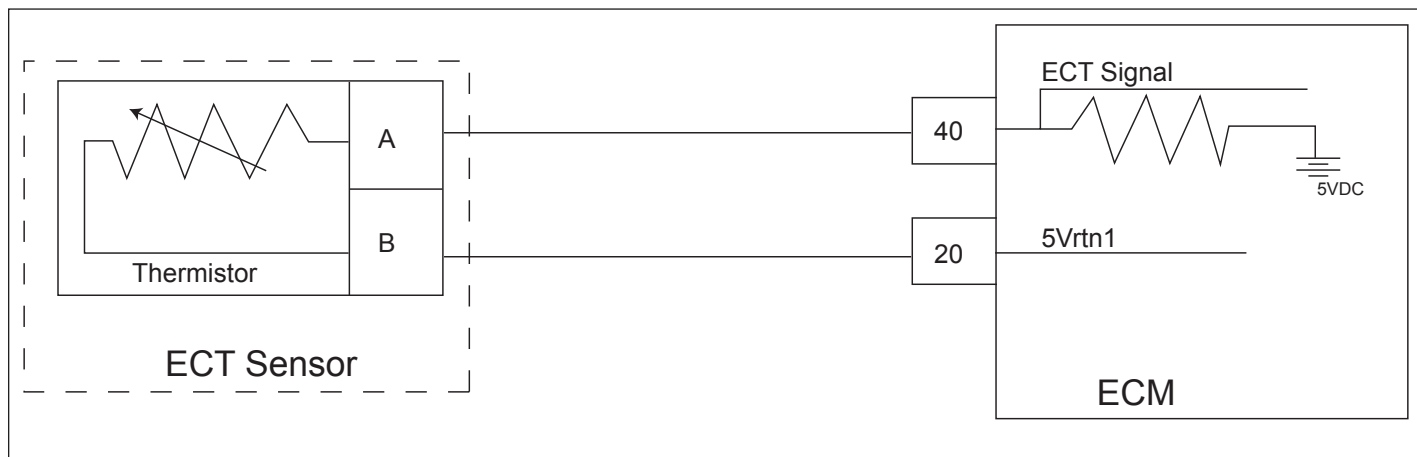 ECT Signal
A
40
5VDC
B
20
5Vrtn1
Thermistor
ECT Sensor
ECM